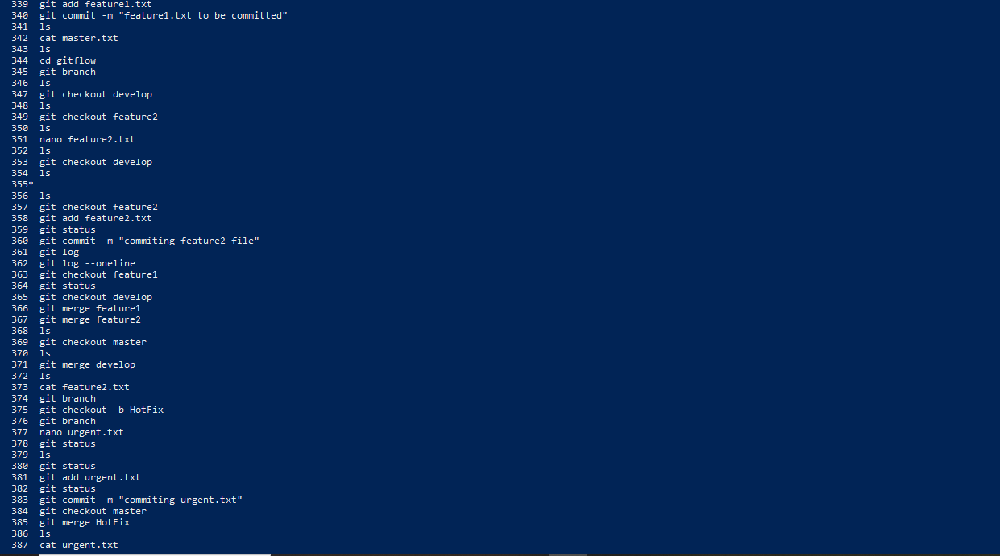 339 git add feature1.txt
340 git commit -m "feature1.txt to be committed"
341 ls
342 cat master.txt
343 ls
344 cd gitflow
345 git branch
346 ls
347 git checkout develop
348 ls
349 git checkout feature2
350 ls
351 nano feature2.txt
352 ls
353 git checkout develop
354 ls
355*
356 ls
357 git checkout feature2
358 git add feature2.txt
359 git status
360 git commit -m "commiting feature2 file"
361 git log
362 git log --oneline
363 git checkout feature1
364 git status
365 git checkout develop
366 git merge feature1
367 git merge feature2
368 ls
369 git checkout master
370 ls
371 git merge develop
372 ls
373 cat feature2.txt
374 git branch
375 git checkout -b HotFix
376 git branch
377 nano urgent.txt
378 git status
379 ls
380 git status
381 git add urgent.txt
382 git status
383 git commit -m "commiting urgent.txt"
384 git checkout master
385 git merge HotFix
386 ls
387 cat urgent.txt